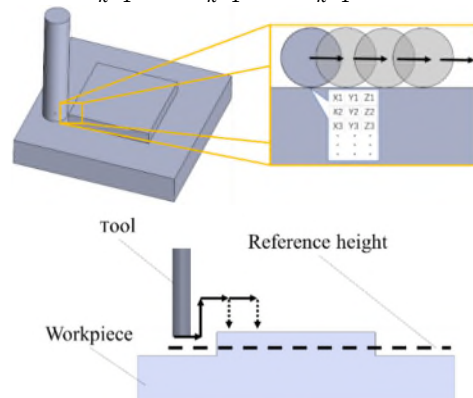 X1 Y1 Z1
X2 Y2 Z2
X3 Y3 Z3
Tool
Reference height
Workpiece